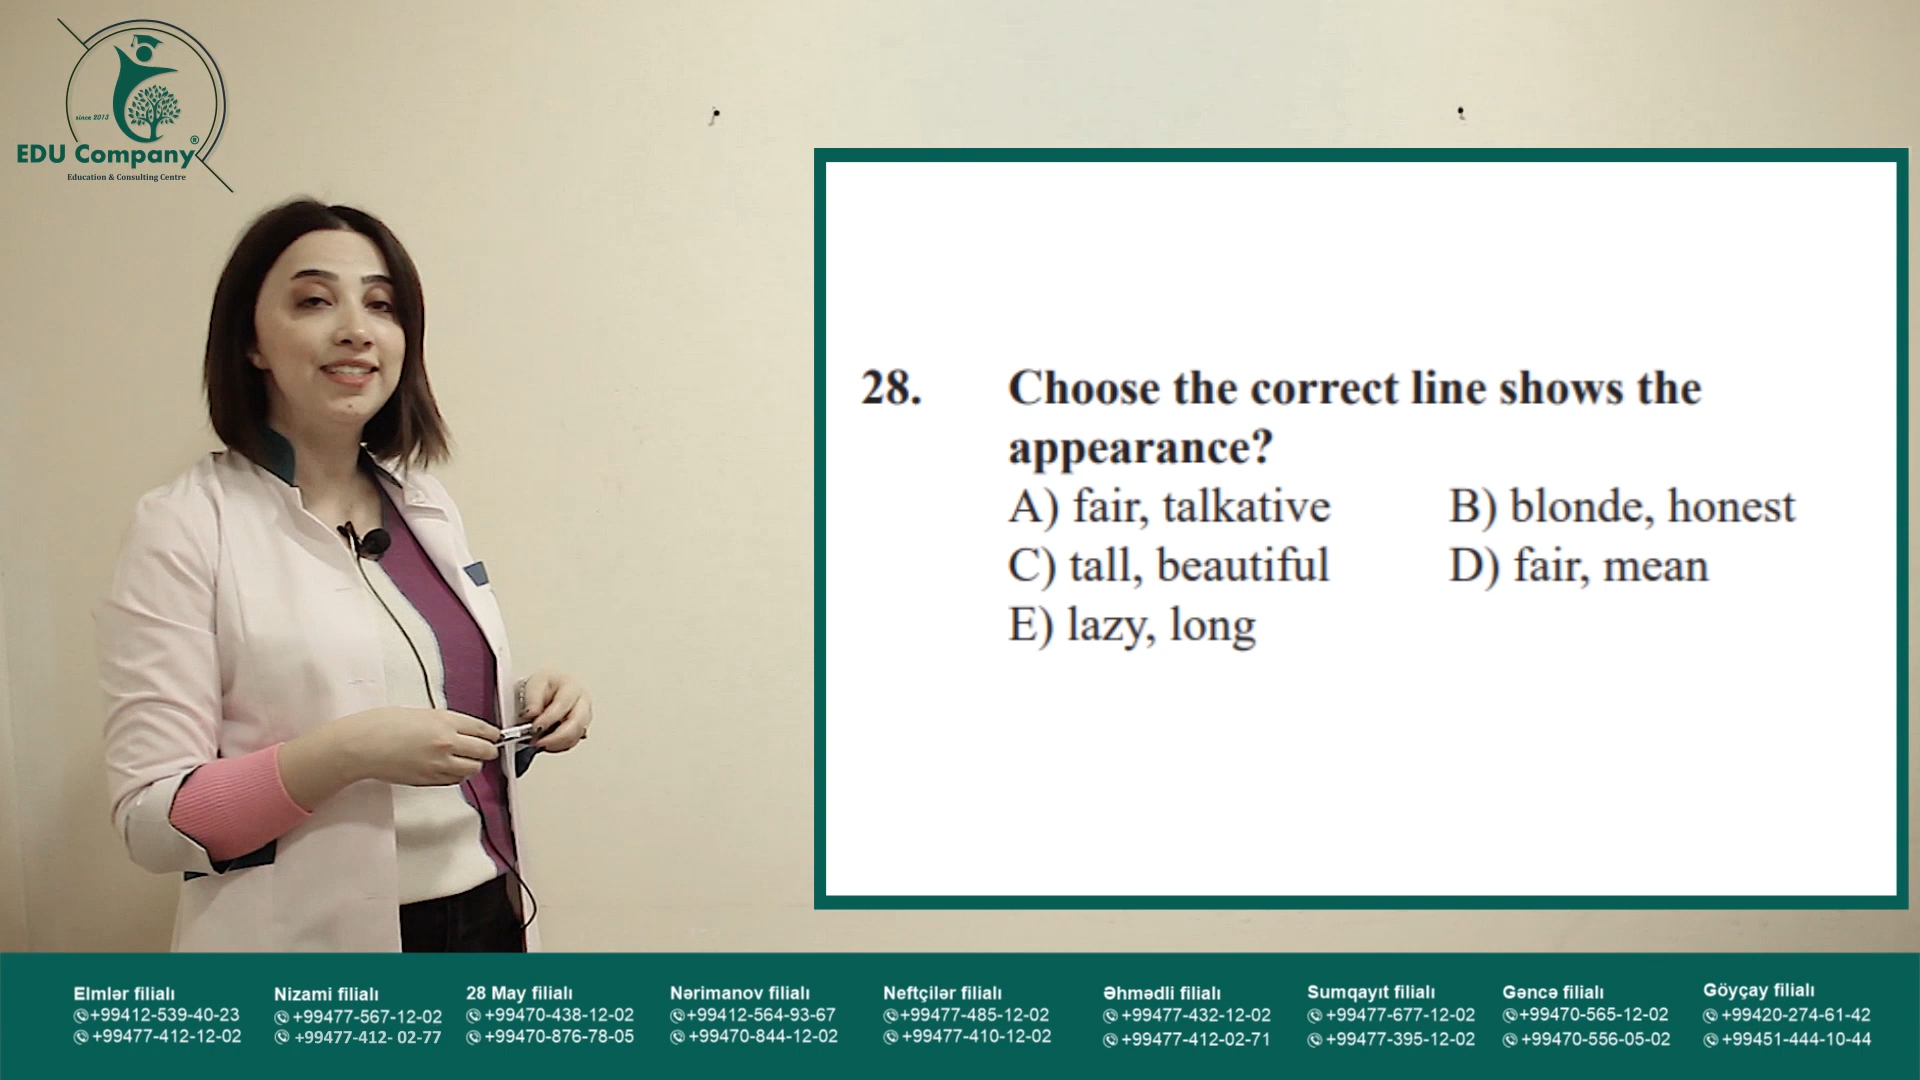 since 2013
EDU Company®
Education & Consulting Centre
28. Choose the correct line shows the
appearance?
A) fair, talkative B) blonde, honest
C) tall, beautiful D) fair, mean
E) lazy, long
Elmlər filialı
+99412-539-40-23
+99477-412-12-02
Nizami filialı
+99477-567-12-02
+99477-412- 02-77
28 May filialı
+99470-438-12-02
+99470-876-78-05
Nərimanov filialı
+99412-564-93-67
+99470-844-12-02
Neftçilər filialı
+99477-485-12-02
+99477-410-12-02
Əhmədli filialı
+99477-432-12-02
+99477-412-02-71
Sumqayıt filialı
+99477-677-12-02
+99477-395-12-02
Gəncə filialı
+99470-565-12-02
+99470-556-05-02
Göyçay filialı
+99420-274-61-42
+99451-444-10-44